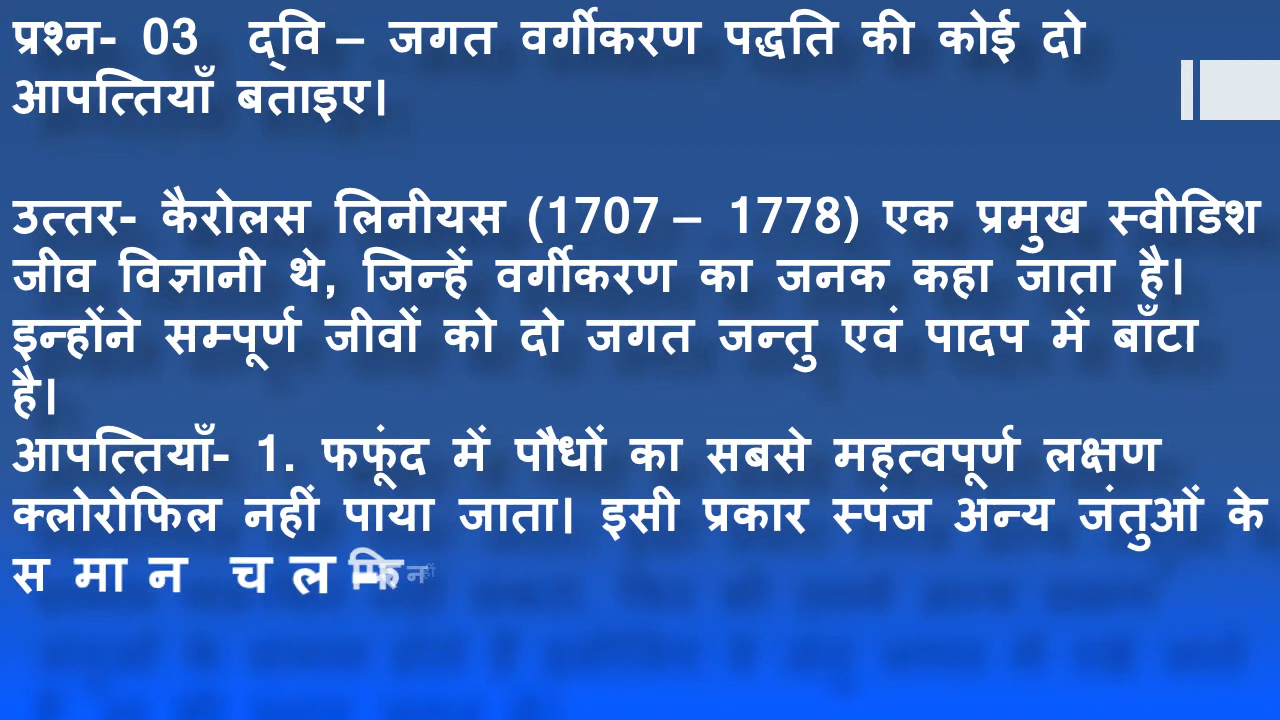 प्रश्न- 03 द्वि – जगत वर्गीकरण पद्धति की कोई दो
आपत्तियाँ बताइए।
उत्तर- कैरोलस लिनीयस (1707 – 1778) एक प्रमुख स्वीडिश
जीव विज्ञानी थे, जिन्हें वर्गीकरण का जनक कहा जाता है।
इन्होंने सम्पूर्ण जीवों को दो जगत जन्तु एवं पादप में बाँटा
है।
आपत्तियाँ- 1. फफूंद में पौधों का सबसे महत्वपूर्ण लक्षण
क्लोरोफिल नहीं पाया जाता। इसी प्रकार स्पंज अन्य जंतुओं के
समान चल